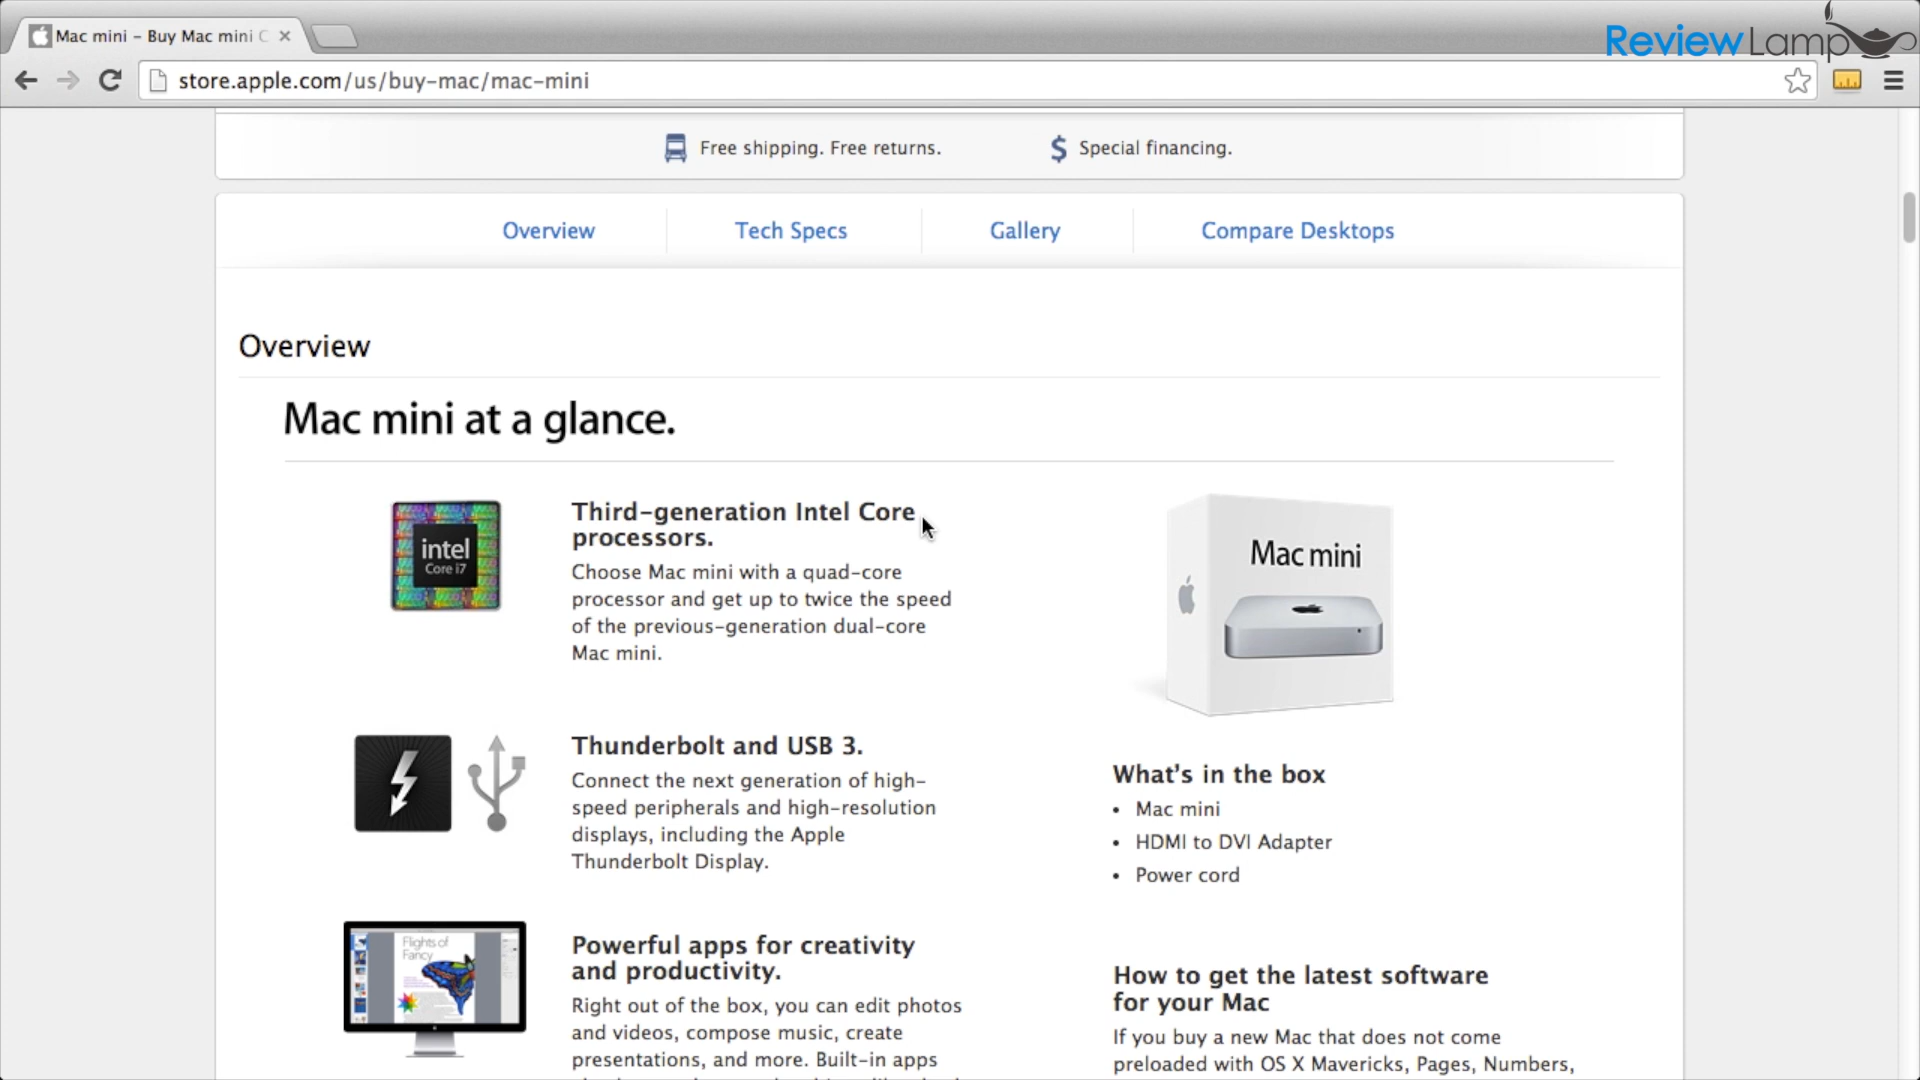 Mac mini – Buy Mac mini C
ReviewLamp
store.apple.com/us/buy-mac/mac-mini
Free shipping. Free returns.
$ Special financing.
Overview
Tech Specs
Gallery
Compare Desktops
Overview
Mac mini at a glance.
intel
Core i7
Third-generation Intel Core
processors.
Choose Mac mini with a quad-core
processor and get up to twice the speed
of the previous-generation dual-core
Mac mini.
Mac mini
Thunderbolt and USB 3.
Connect the next generation of high-
speed peripherals and high-resolution
displays, including the Apple
Thunderbolt Display.
What's in the box
• Mac mini
• HDMI to DVI Adapter
• Power cord
Flights of
Fancy
Powerful apps for creativity
and productivity.
Right out of the box, you can edit photos
and videos, compose music, create
presentations, and more. Built-in apps
How to get the latest software
for your Mac
If you buy a new Mac that does not come
preloaded with OS X Mavericks, Pages, Numbers,